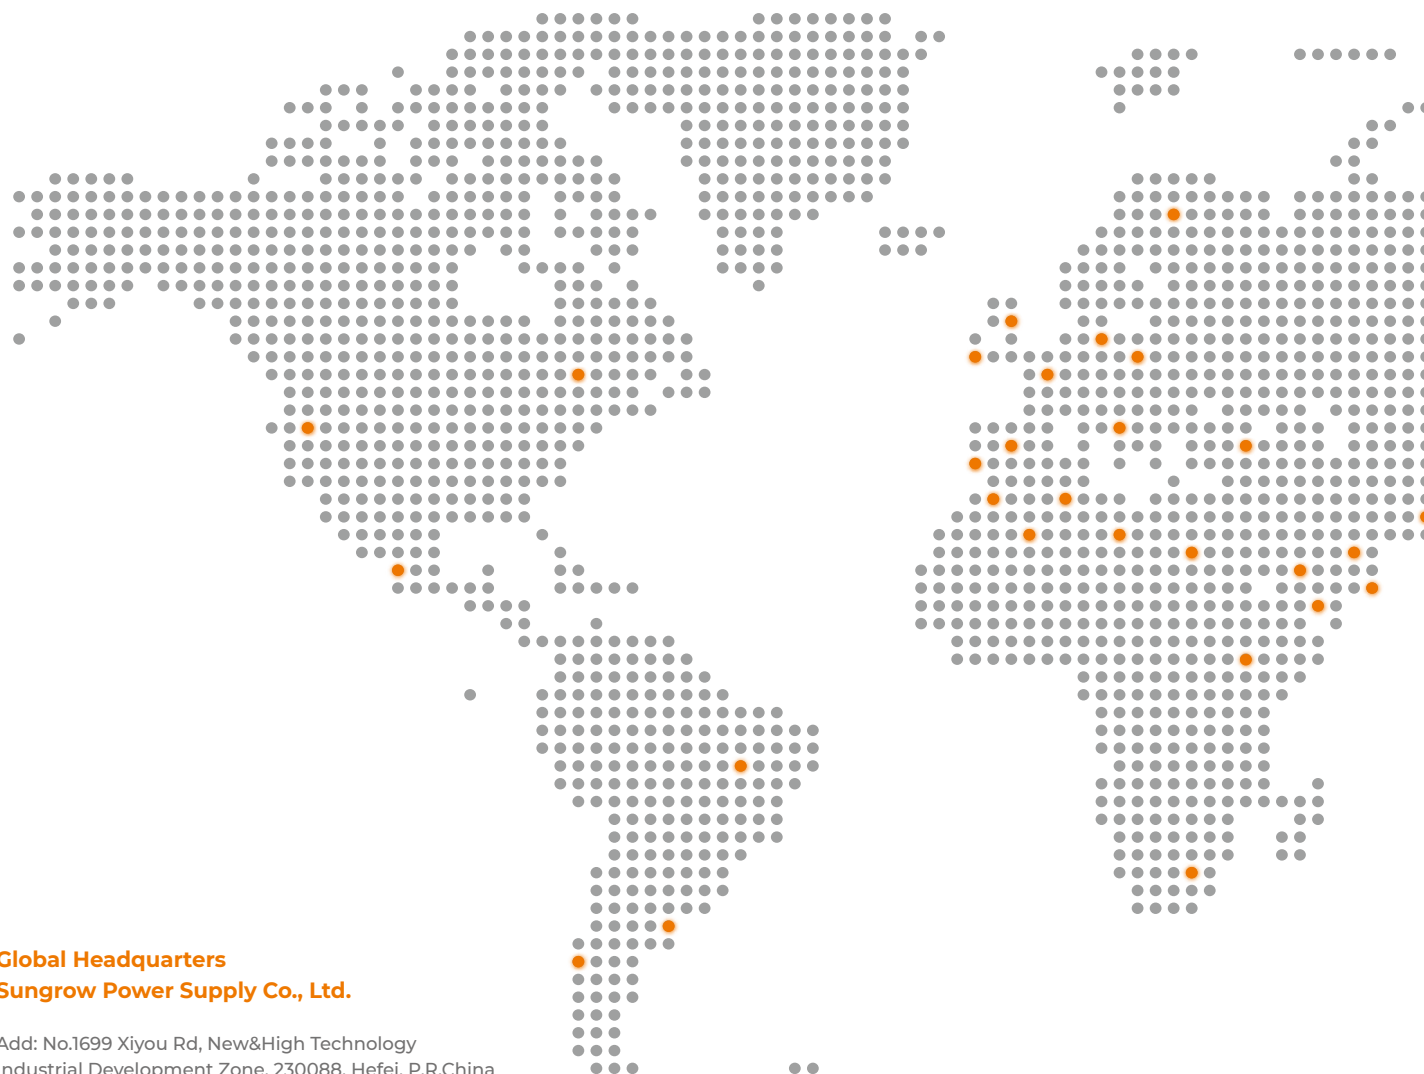 Global Headquarters
Sungrow Power Supply Co., Ltd.
Add: No.1699 Xiyou Rd, New&High Technology
Industrial Development Zone, 230088, Hefei, P.R.China